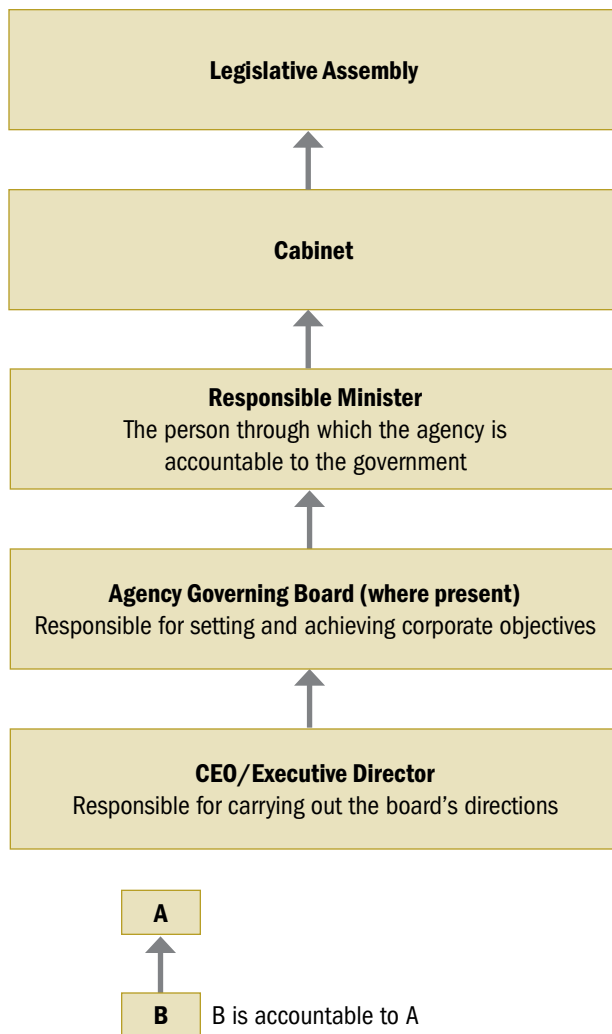 Legislative Assembly
Cabinet
Responsible Minister
The person through which the agency is
accountable to the government
Agency Governing Board (where present)
Responsible for setting and achieving corporate objectives
CEO/Executive Director
Responsible for carrying out the board’s directions
A
B B is accountable to A